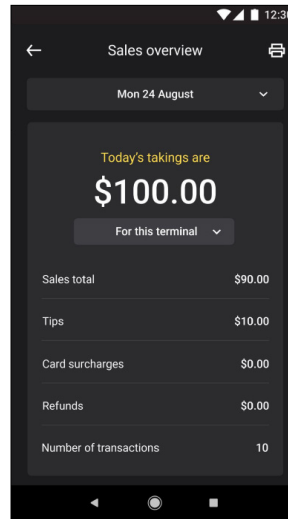 12:30
Sales overview
Mon 24 August
Today's takings are
$100.00
For this terminal
Sales total $90.00
Tips $10.00
Card surcharges $0.00
Refunds $0.00
Number of transactions 10